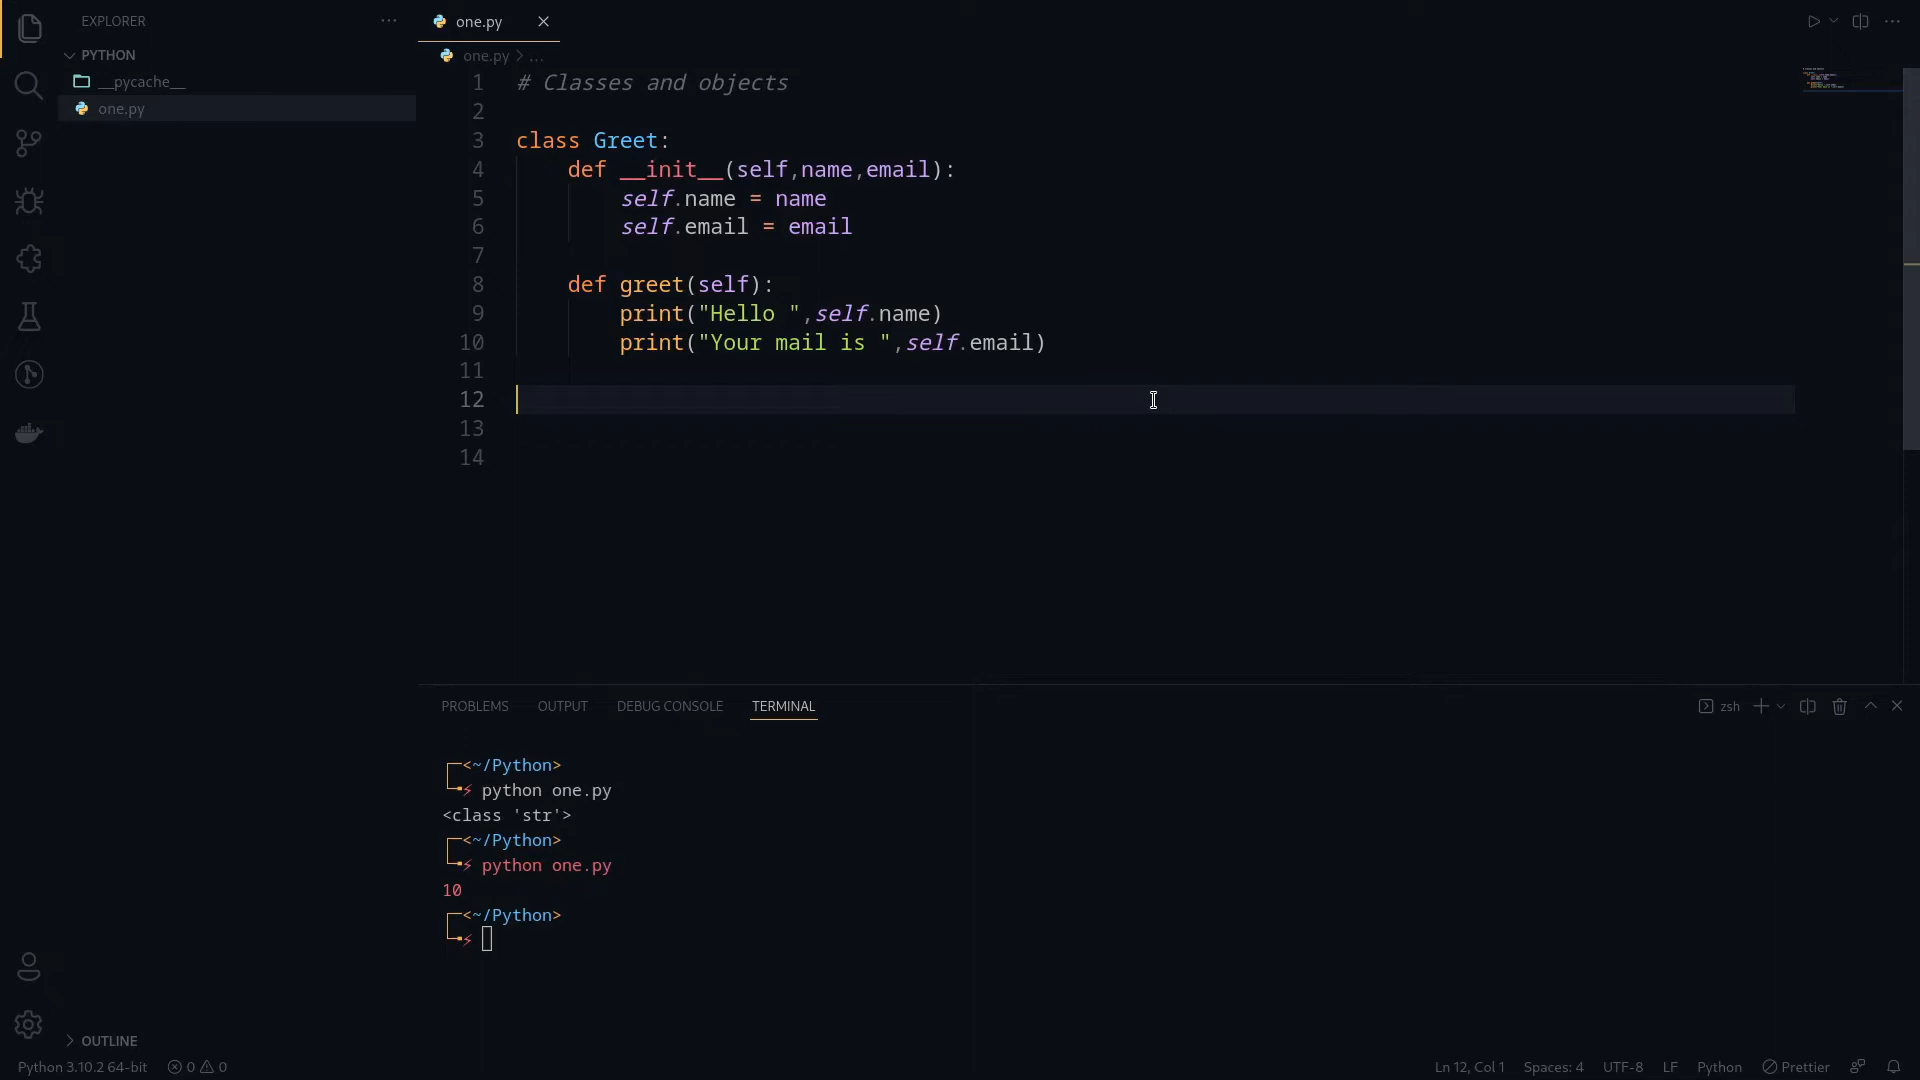 EXPLORER
PYTHON
__pycache__
one.py
OUTLINE
one.py
one.py > ...
1 # Classes and objects
2
3 class Greet:
4     def __init__(self,name,email):
5         self.name = name
6         self.email = email
7
8     def greet(self):
9         print("Hello ",self.name)
10         print("Your mail is ",self.email)
11
12
13
14
PROBLEMS OUTPUT DEBUG CONSOLE TERMINAL
zsh
<~/Python>
python one.py
<class 'str'>
<~/Python>
python one.py
10
<~/Python>
Python 3.10.2 64-bit 0 0 Ln 12, Col 1 Spaces: 4 UTF-8 LF Python Prettier